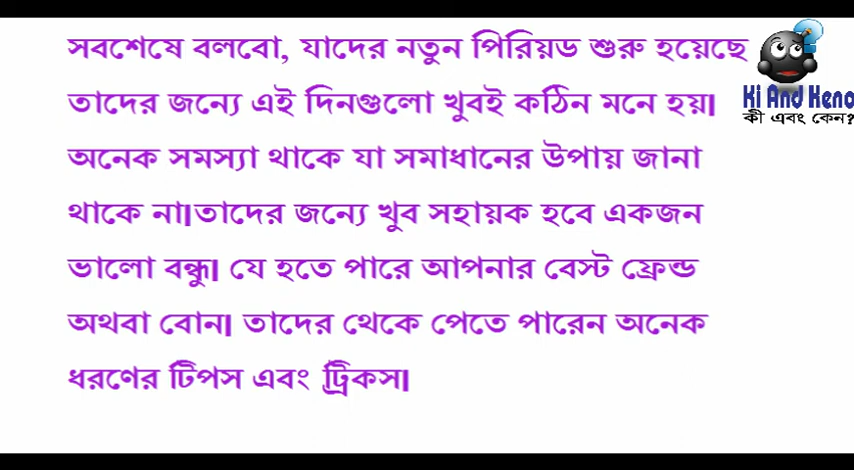 সবশেষে বলবো, যাদের নতুন পিরিয়ড শুরু হয়েছে
তাদের জন্যে এই দিনগুলো খুবই কঠিন মনে হয়।
অনেক সমস্যা থাকে যা সমাধানের উপায় জানা
থাকে না।তাদের জন্যে খুব সহায়ক হবে একজন
ভালো বন্ধু। যে হতে পারে আপনার বেস্ট ফ্রেন্ড
অথবা বোন। তাদের থেকে পেতে পারেন অনেক
ধরণের টিপস এবং ট্রিকস।
Ki And Keno
কী এবং কেন?